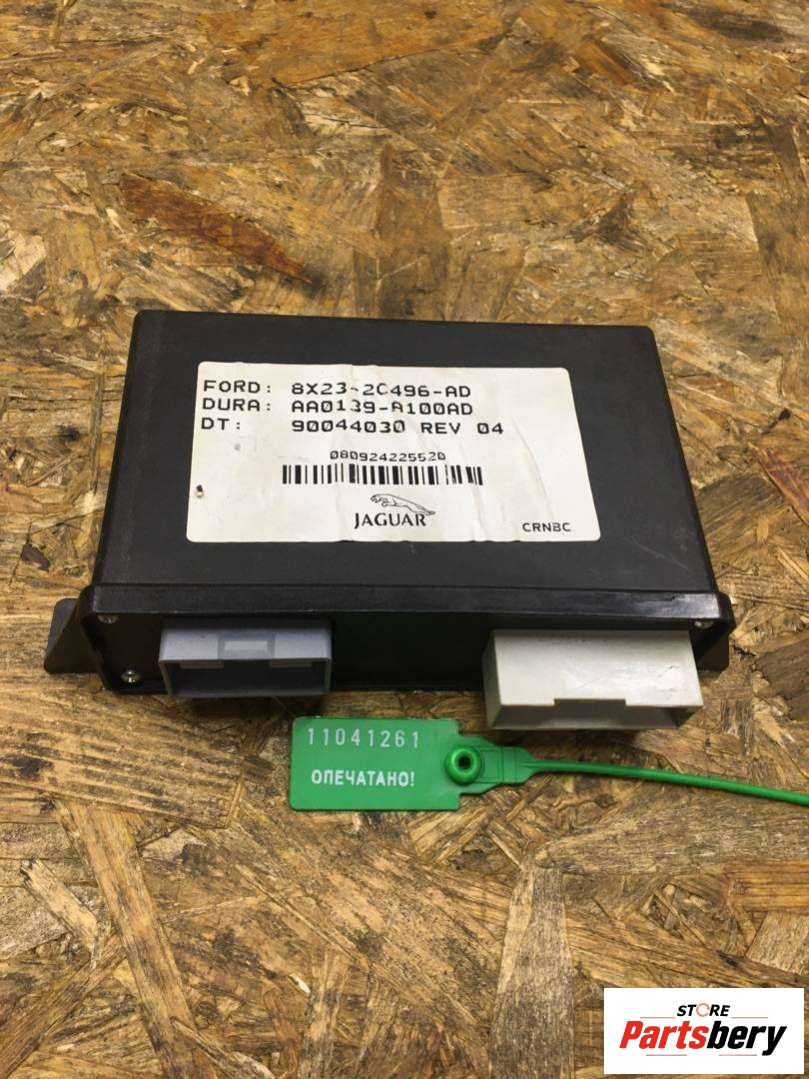 FORD: 8X23-2C496-AD
DURA: AA0139-A100AD
DT: 90044030 REV 04
080924225520
JAGUAR
CRNBC
11041261
ОПЕЧАТАНО!
STORE
Partsbery